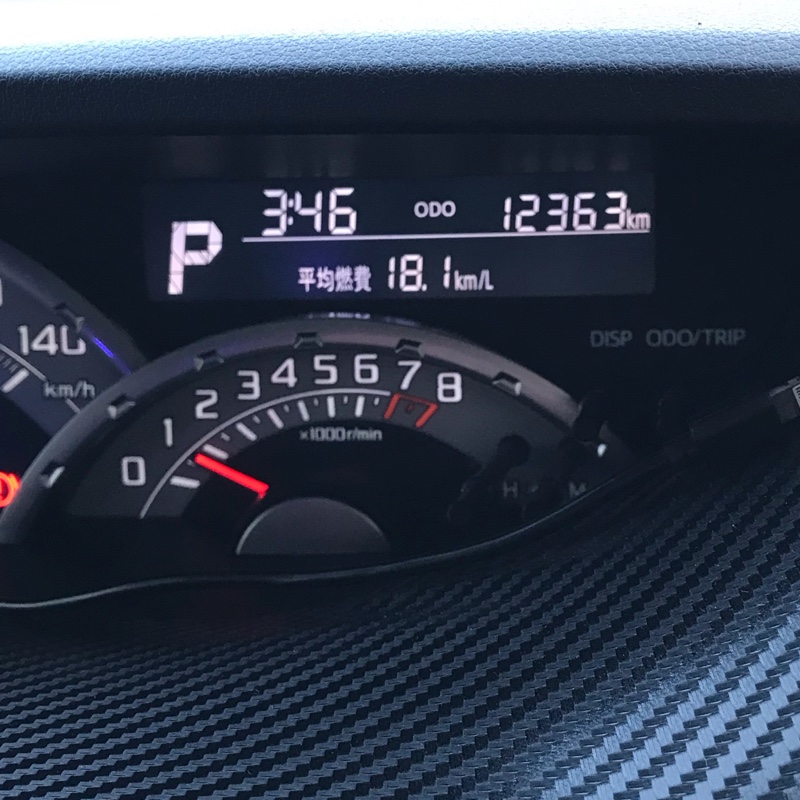 3:46 ODO 12363km
P
平均燃費 18.1km/L
DISP ODO/TRIP
140
km/h
0 1 2 3 4 5 6 7 8
×1000r/min
H M